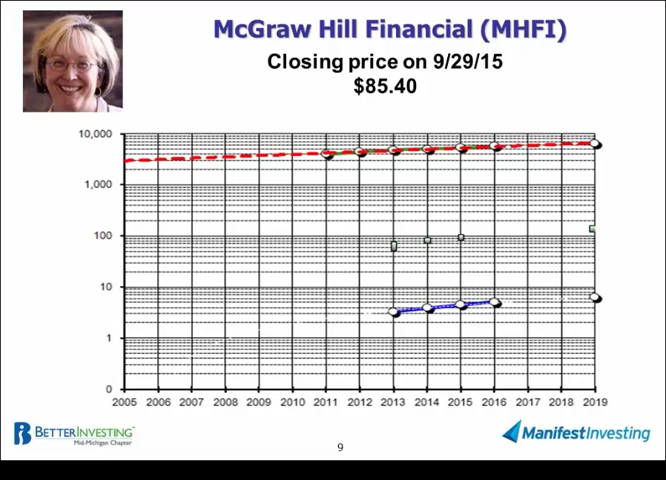 McGraw Hill Financial (MHFI)
Closing price on 9/29/15
$85.40
10,000
1,000
100
10
1
0
2005 2006 2007 2008 2009 2010 2011 2012 2013 2014 2015 2016 2017 2018 2019
BETTERINVESTING™
Mid-Michigan Chapter
ManifestInvesting
9